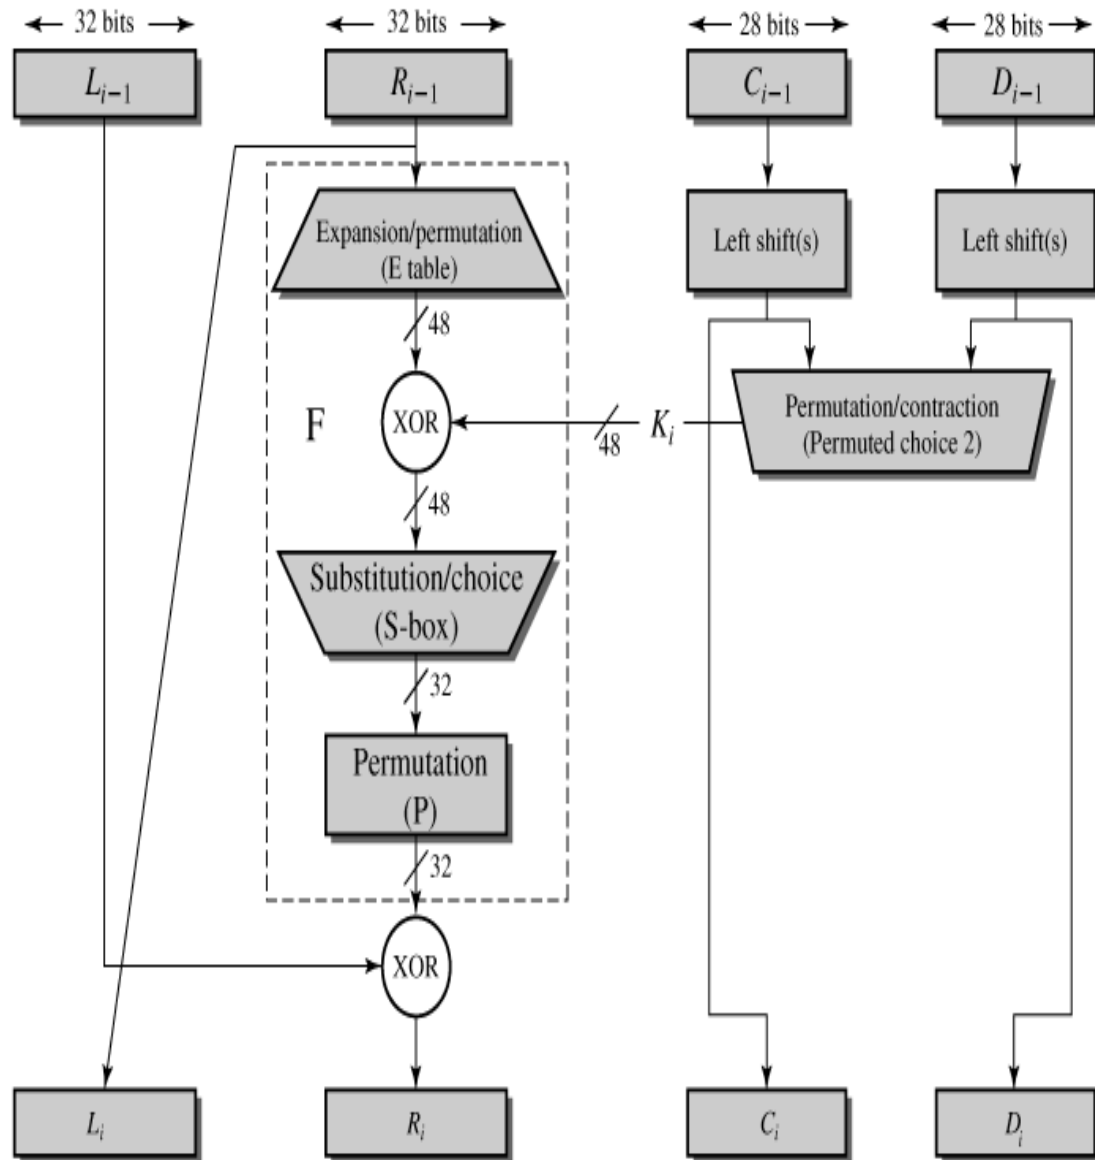 32 bits
32 bits
28 bits
28 bits
L_{i-1}
R_{i-1}
C_{i-1}
D_{i-1}
Expansion/permutation
(E table)
Left shift(s)
Left shift(s)
48
F
XOR
48
K_i
Permutation/contraction
(Permuted choice 2)
48
Substitution/choice
(S-box)
32
Permutation
(P)
32
XOR
L_i
R_i
C_i
D_i